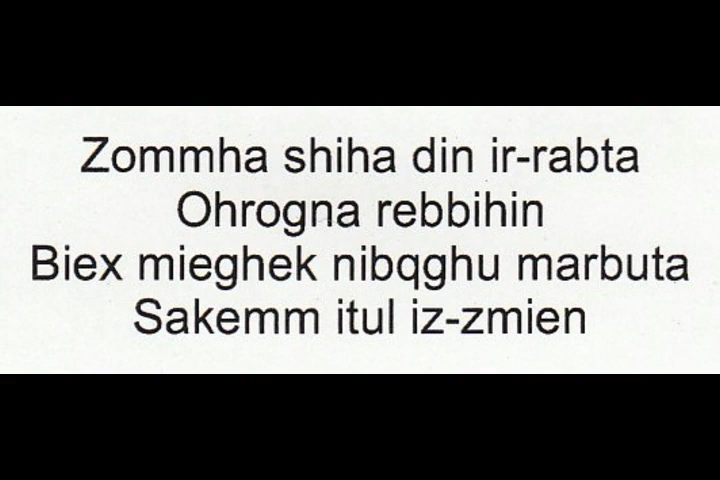 Zommha shiha din ir-rabta
Ohrogna rebbihin
Biex mieghek nibqghu marbuta
Sakemm itul iz-zmien